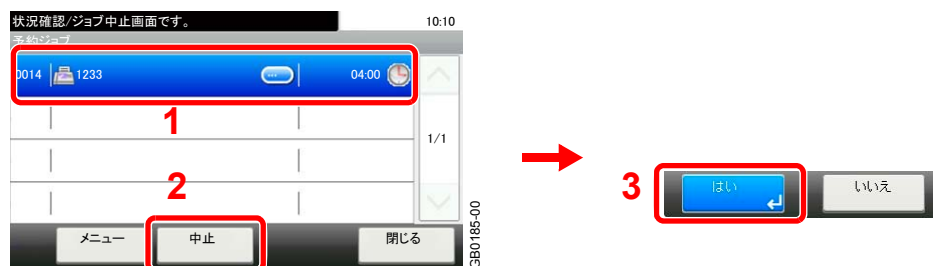 状況確認/ジョブ中止画面です。
10:10
予約ジョブ
0014 1233 04:00
1
1/1
2
メニュー 中止 閉じる
GB0185-00
3
はい いいえ